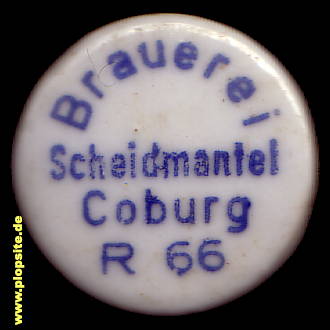 Brauerei
Scheidmantel
Coburg
R 66
www.plopsite.de